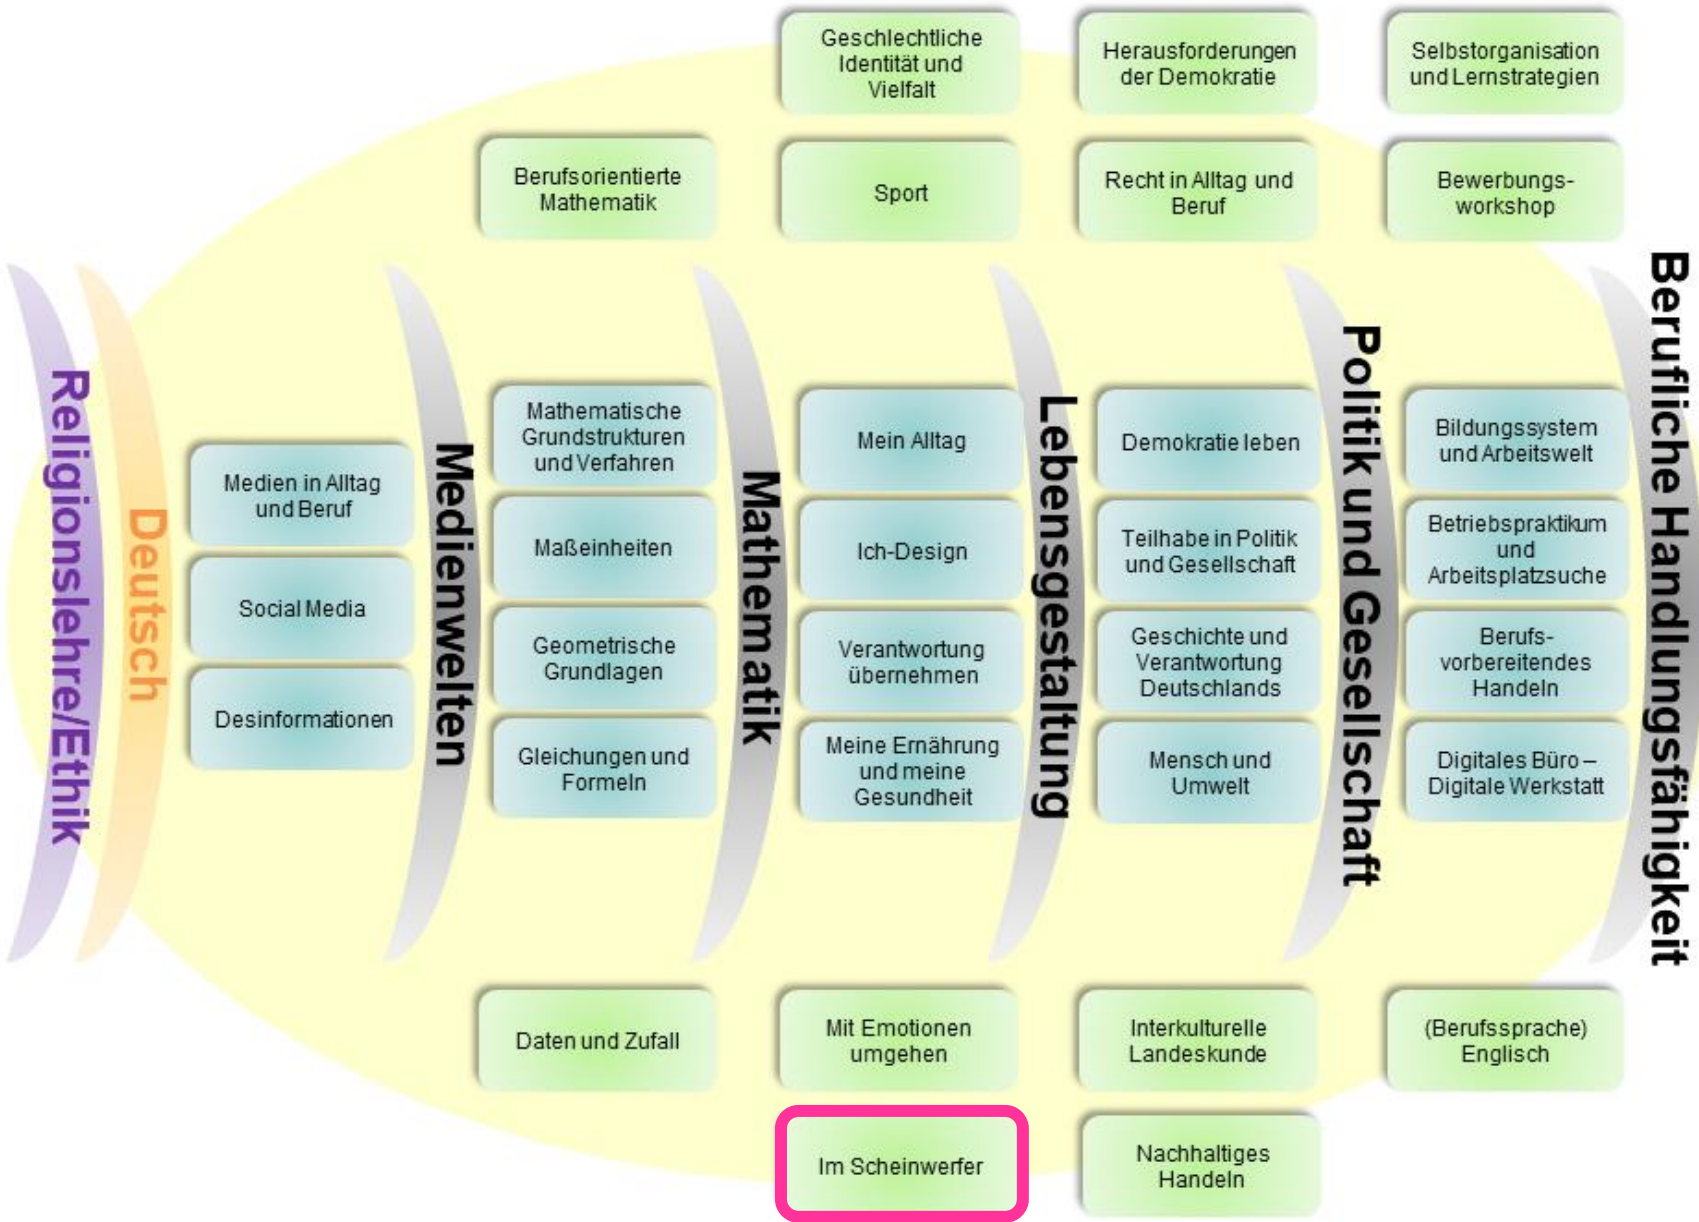 Geschlechtliche
Identität und
Vielfalt
Herausforderungen
der Demokratie
Selbstorganisation
und Lernstrategien
Berufsorientierte
Mathematik
Sport
Recht in Alltag und
Beruf
Bewerbungs-
workshop
Religionslehre/Ethik
Deutsch
Medien in Alltag
und Beruf
Social Media
Desinformationen
Medienwelten
Mathematische
Grundstrukturen
und Verfahren
Maßeinheiten
Geometrische
Grundlagen
Gleichungen und
Formeln
Mathematik
Mein Alltag
Ich-Design
Verantwortung
übernehmen
Meine Ernährung
und meine
Gesundheit
Lebensgestaltung
Demokratie leben
Teilhabe in Politik
und Gesellschaft
Geschichte und
Verantwortung
Deutschlands
Mensch und
Umwelt
Politik und Gesellschaft
Bildungssystem
und Arbeitswelt
Betriebspraktikum
und
Arbeitsplatzsuche
Berufs-
vorbereitendes
Handeln
Digitales Büro –
Digitale Werkstatt
Berufliche Handlungsfähigkeit
Daten und Zufall
Mit Emotionen
umgehen
Interkulturelle
Landeskunde
(Berufssprache)
Englisch
Im Scheinwerfer
Nachhaltiges
Handeln